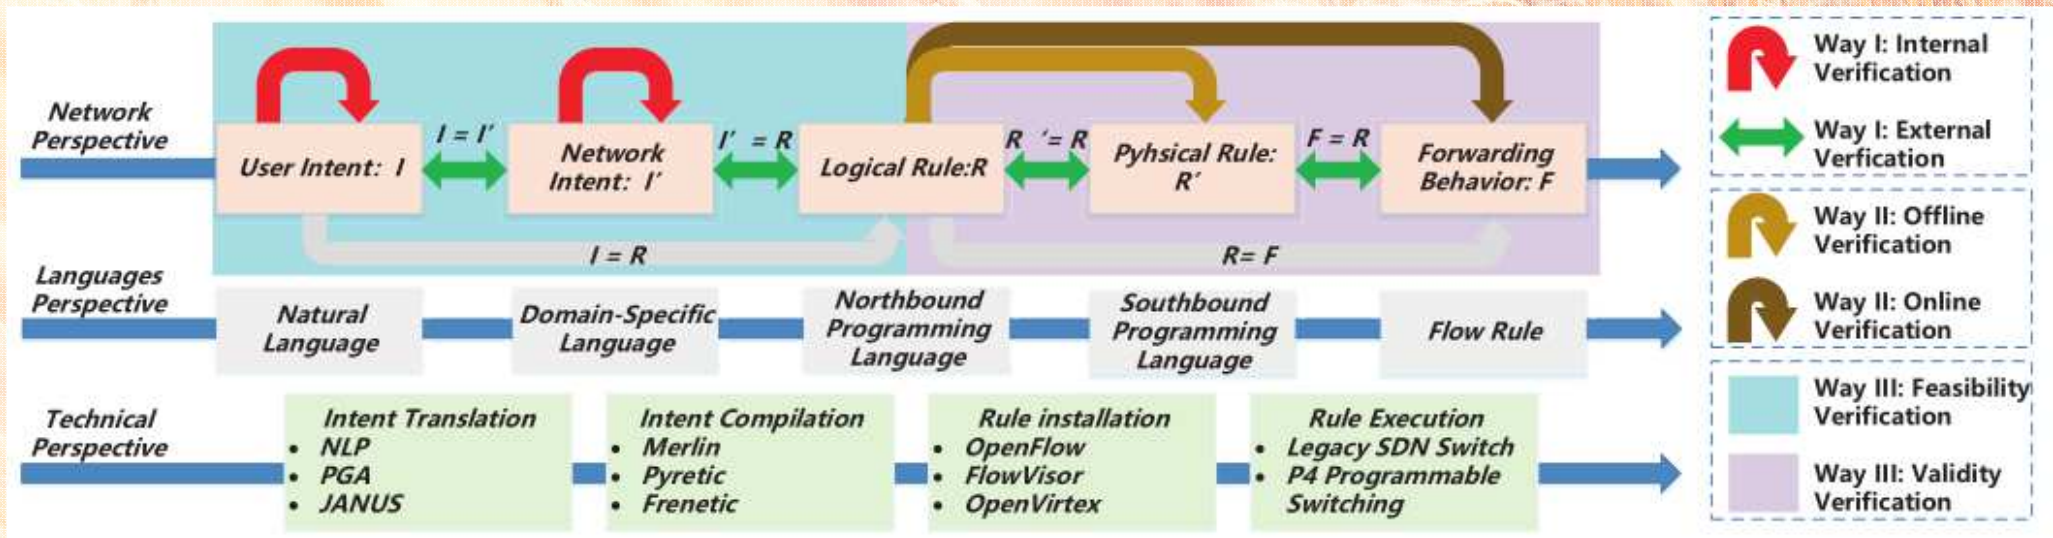 Network
Perspective
User Intent: I
I = I'
Network
Intent: I'
I' = R
Logical Rule:R
R '= R
Pyhsical Rule:
R'
F = R
Forwarding
Behavior: F
I = R
R= F
Languages
Perspective
Natural
Language
Domain-Specific
Language
Northbound
Programming
Language
Southbound
Programming
Language
Flow Rule
Technical
Perspective
Intent Translation
• NLP
• PGA
• JANUS
Intent Compilation
• Merlin
• Pyretic
• Frenetic
Rule installation
• OpenFlow
• FlowVisor
• OpenVirtex
Rule Execution
• Legacy SDN Switch
• P4 Programmable
Switching
Way I: Internal
Verification
Way I: External
Verfication
Way II: Offline
Verification
Way II: Online
Verification
Way III: Feasibility
Verification
Way III: Validity
Verification